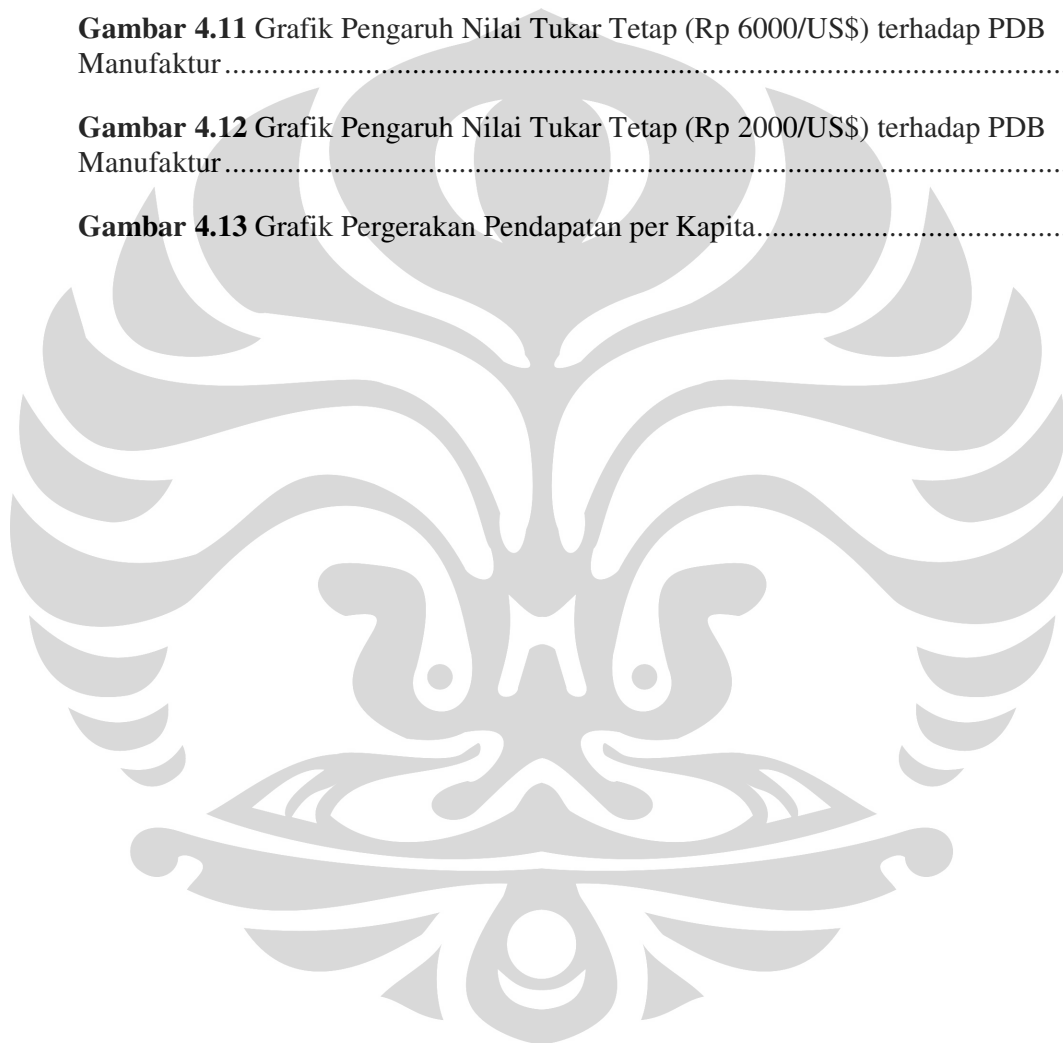 Gambar 4.11 Grafik Pengaruh Nilai Tukar Tetap (Rp 6000/US$) terhadap PDB
Manufaktur...........................................................................................
Gambar 4.12 Grafik Pengaruh Nilai Tukar Tetap (Rp 2000/US$) terhadap PDB
Manufaktur...........................................................................................
Gambar 4.13 Grafik Pergerakan Pendapatan per Kapita.................................